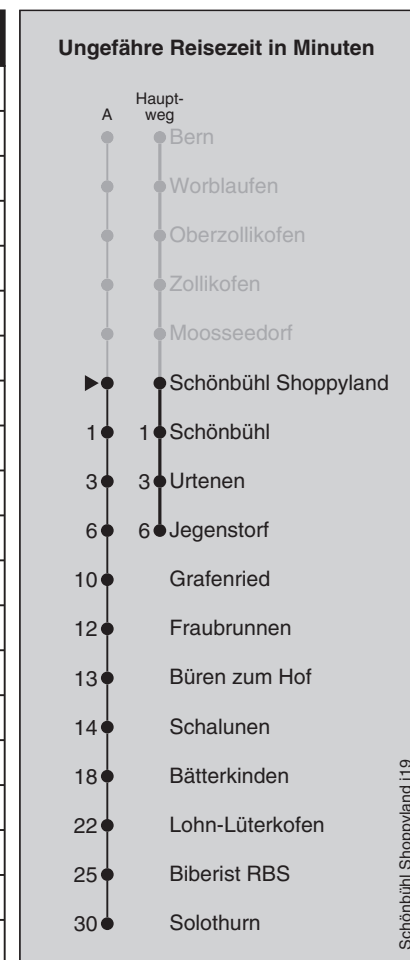 Ungefähre Reisezeit in Minuten
A Haupt-
weg
Bern
Worblaufen
Oberzollikofen
Zollikofen
Moosseedorf
Schönbühl Shoppyland
1 1 Schönbühl
3 3 Urtenen
6 6 Jegenstorf
10 Grafenried
12 Fraubrunnen
13 Büren zum Hof
14 Schalunen
18 Bätterkinden
22 Lohn-Lüterkofen
25 Biberist RBS
30 Solothurn
Schönbühl Shoppyland j19